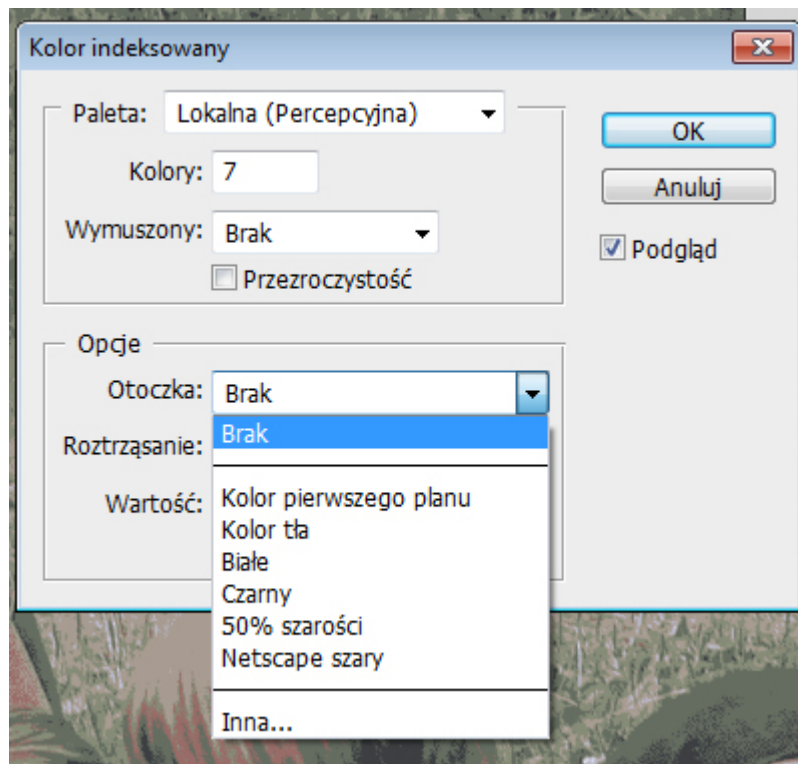 Kolor indeksowany
Paleta: Lokalna (Percepcyjna)
Kolory: 7
Wymuszony: Brak
Przezroczystość
OK
Anuluj
Podgląd
Opcje
Otoczka: Brak
Roztrząsanie:
Wartość:
Brak
Kolor pierwszego planu
Kolor tła
Białe
Czarny
50% szarości
Netscape szary
Inna...